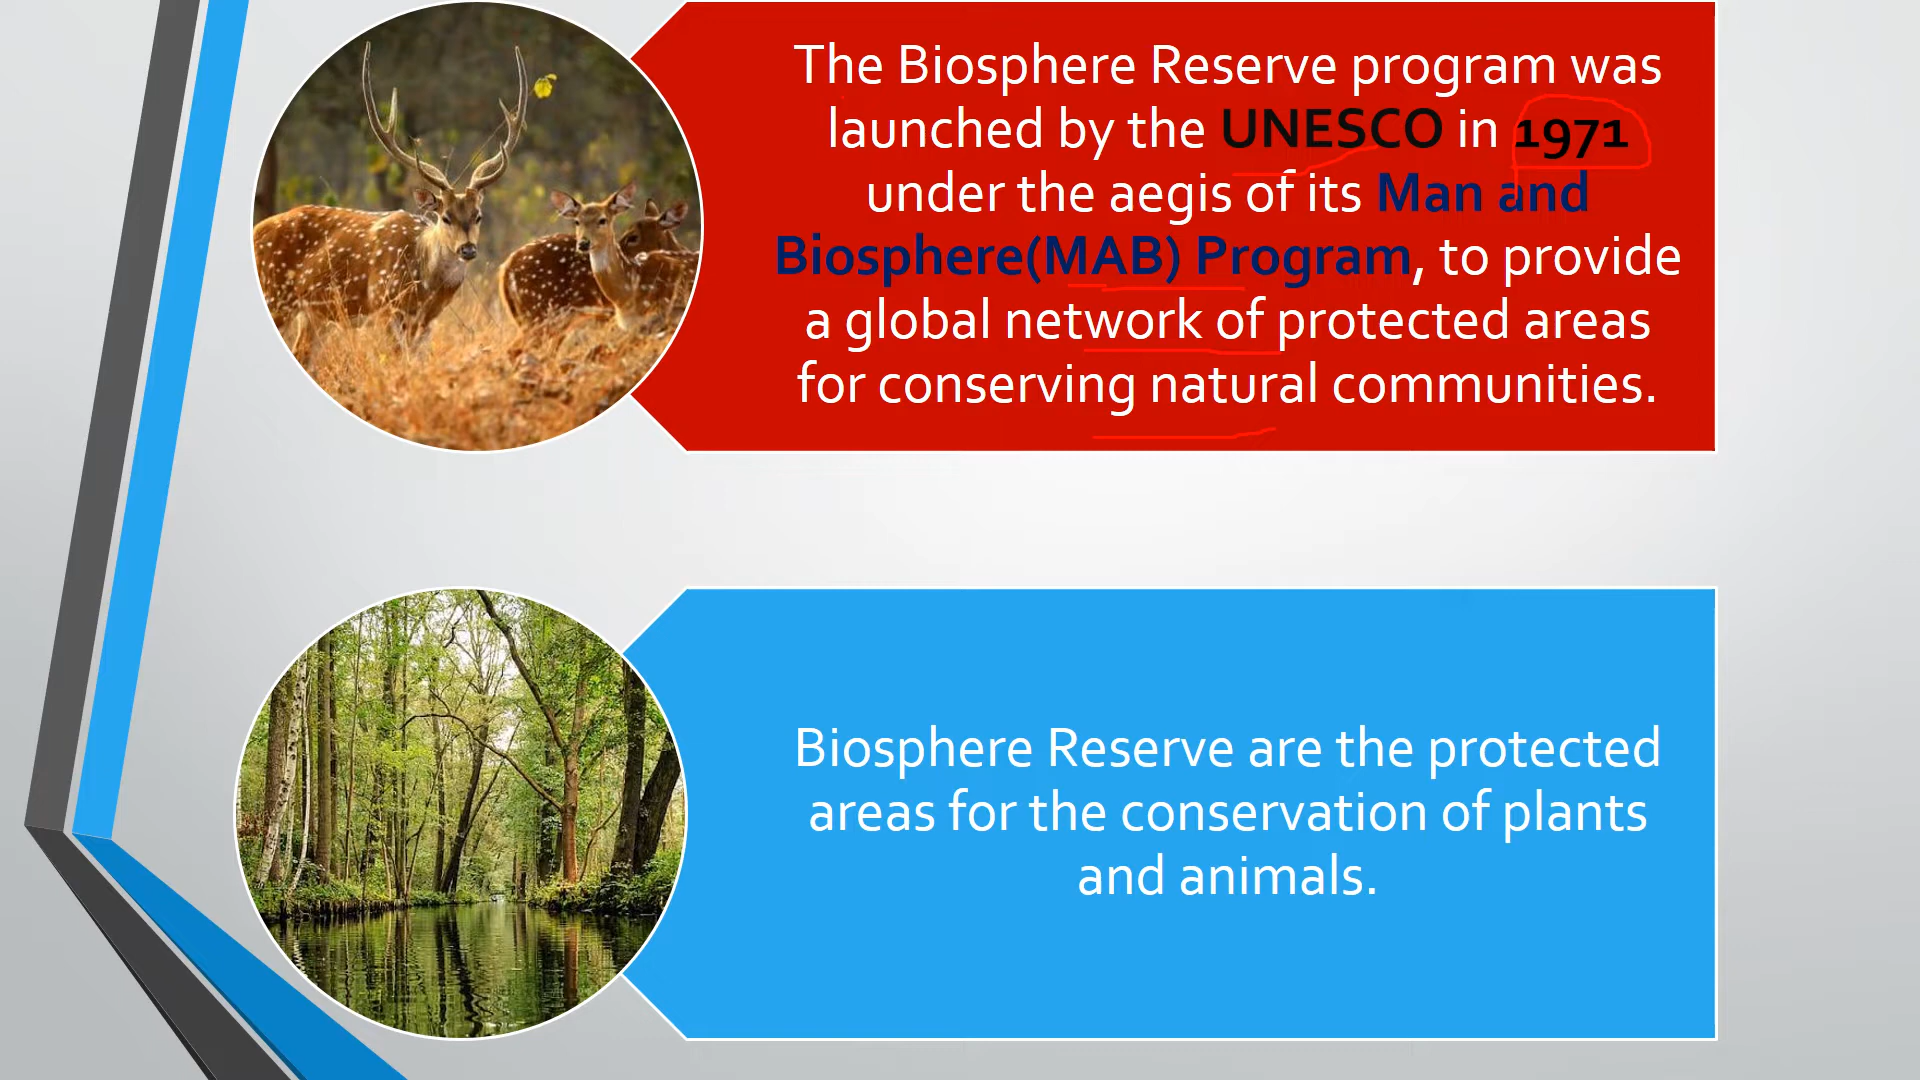 The Biosphere Reserve program was
launched by the UNESCO in 1971
under the aegis of its Man and
Biosphere(MAB) Program, to provide
a global network of protected areas
for conserving natural communities.
Biosphere Reserve are the protected
areas for the conservation of plants
and animals.